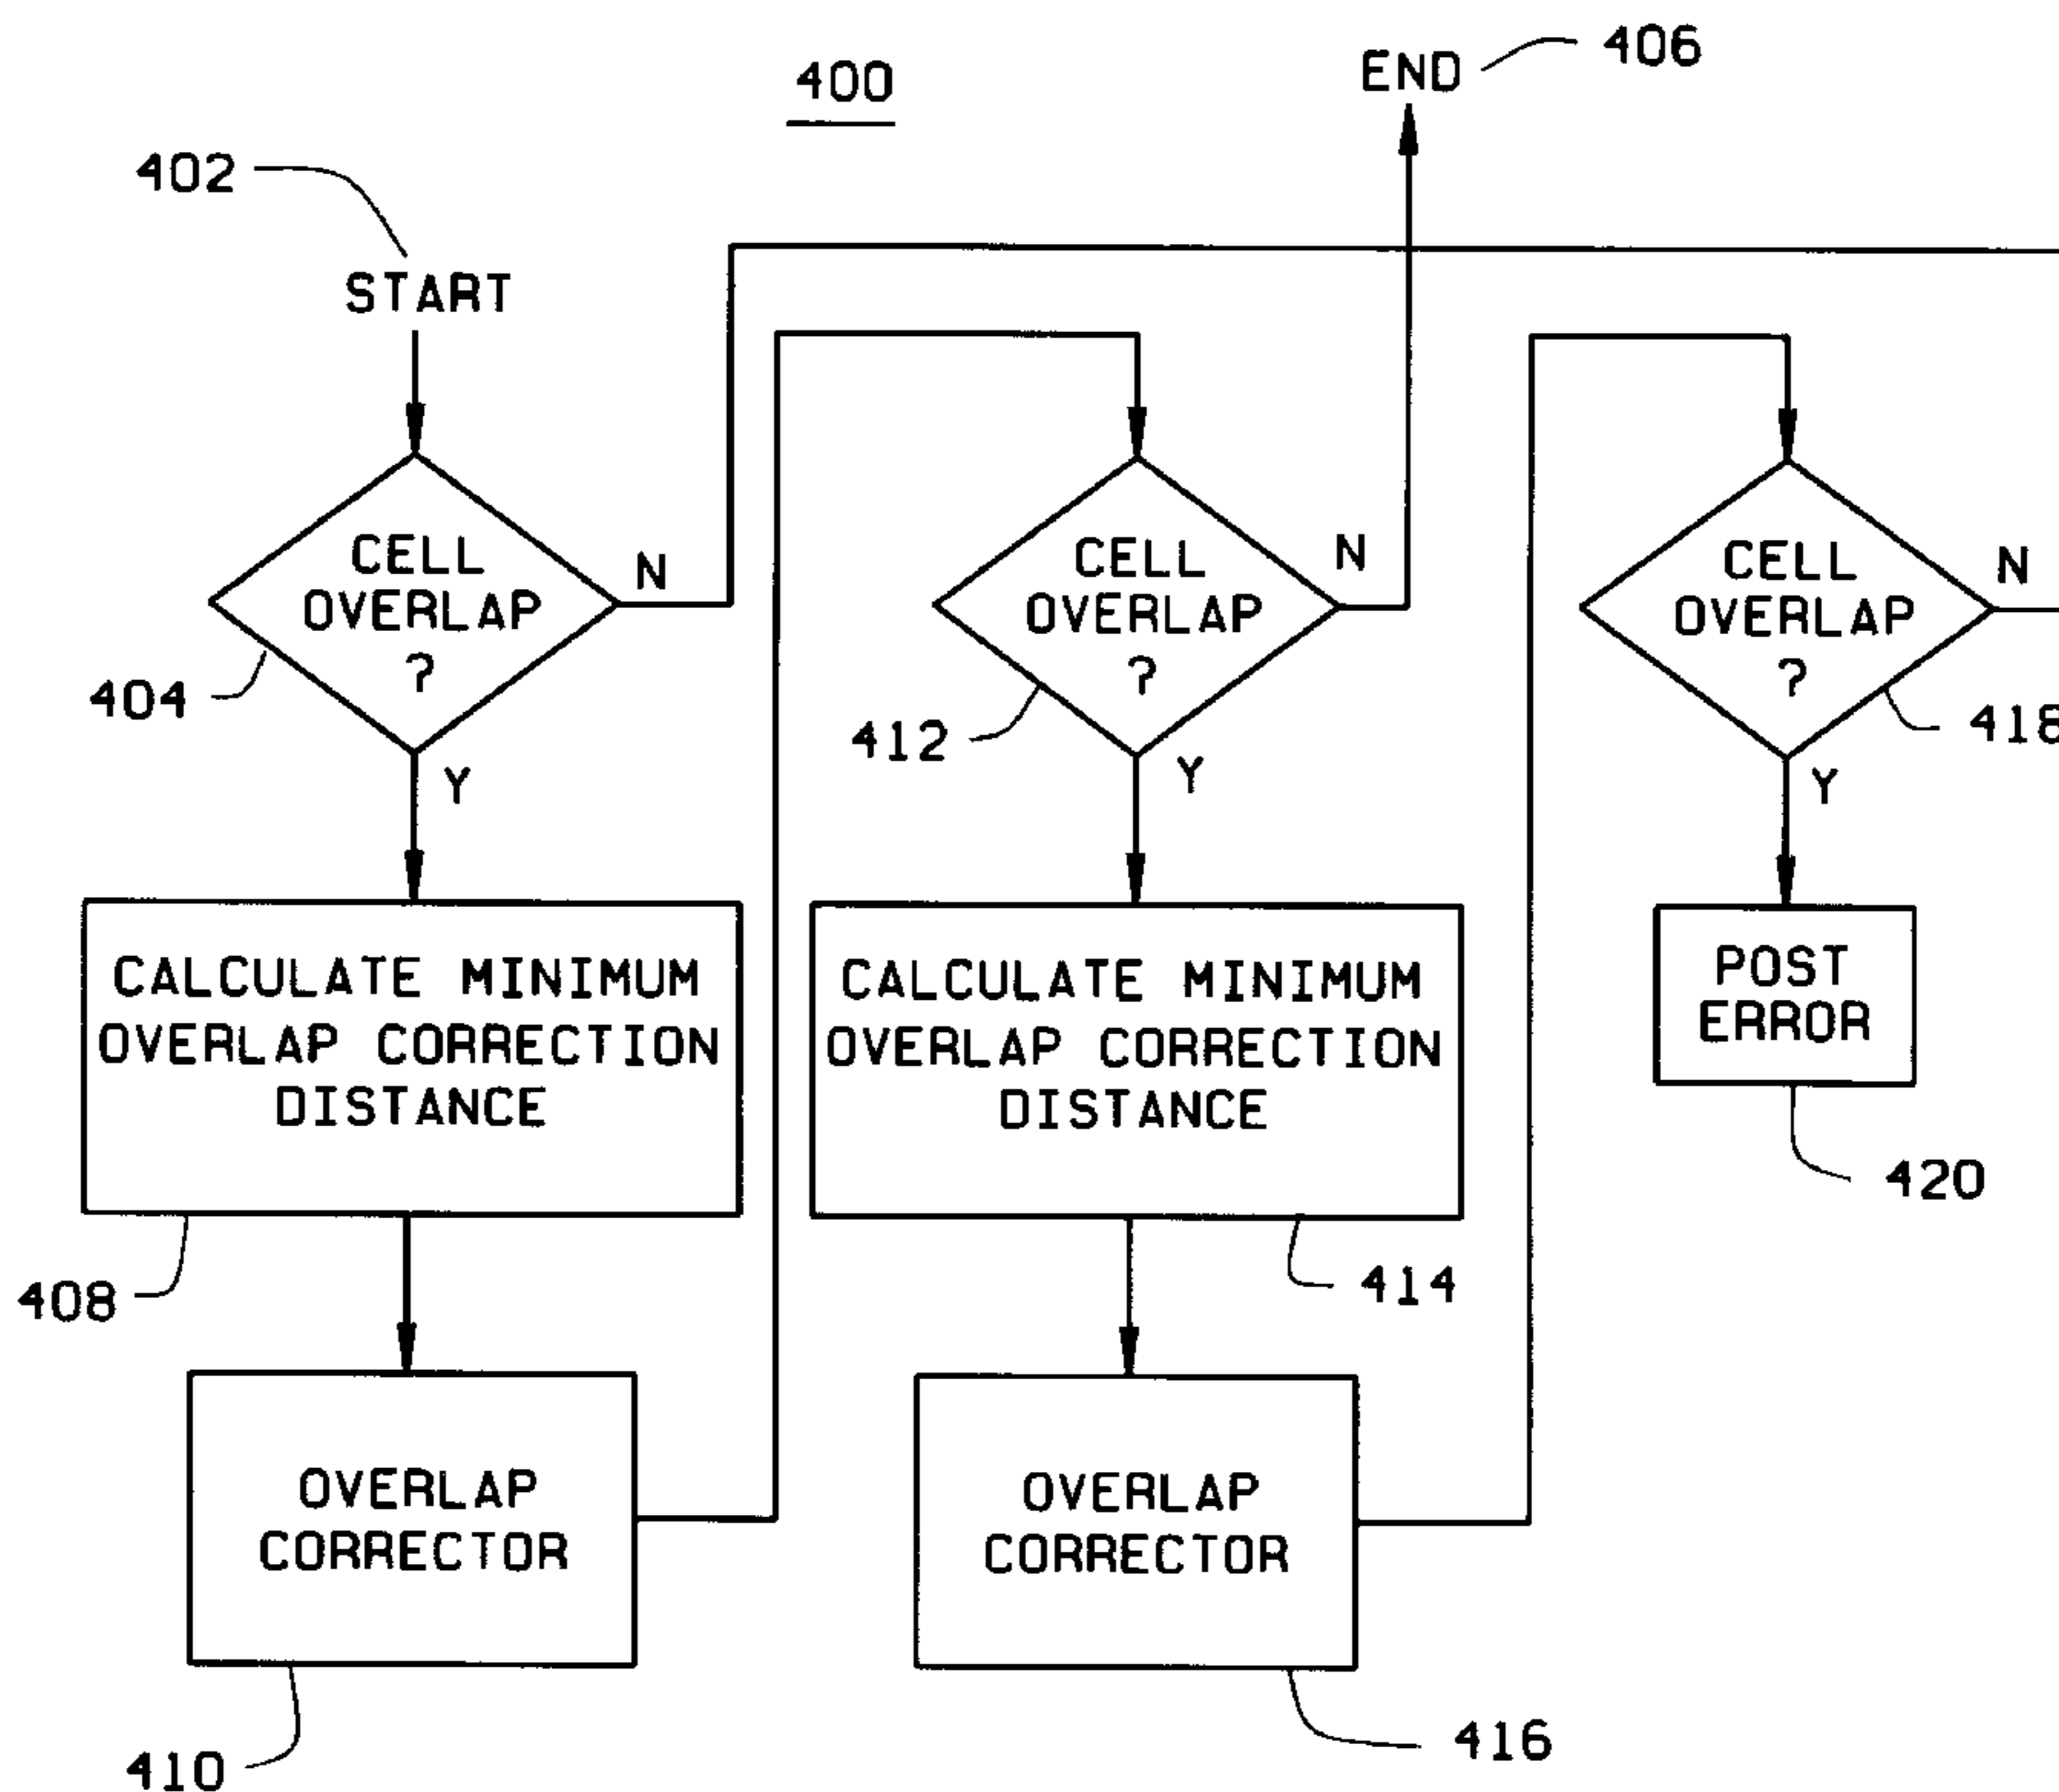 400
END
406
402
START
CELL
OVERLAP
?
N
404
Y
CELL
OVERLAP
?
N
412
Y
CELL
OVERLAP
?
N
418
Y
CALCULATE MINIMUM
OVERLAP CORRECTION
DISTANCE
408
CALCULATE MINIMUM
OVERLAP CORRECTION
DISTANCE
414
POST
ERROR
420
OVERLAP
CORRECTOR
410
OVERLAP
CORRECTOR
416